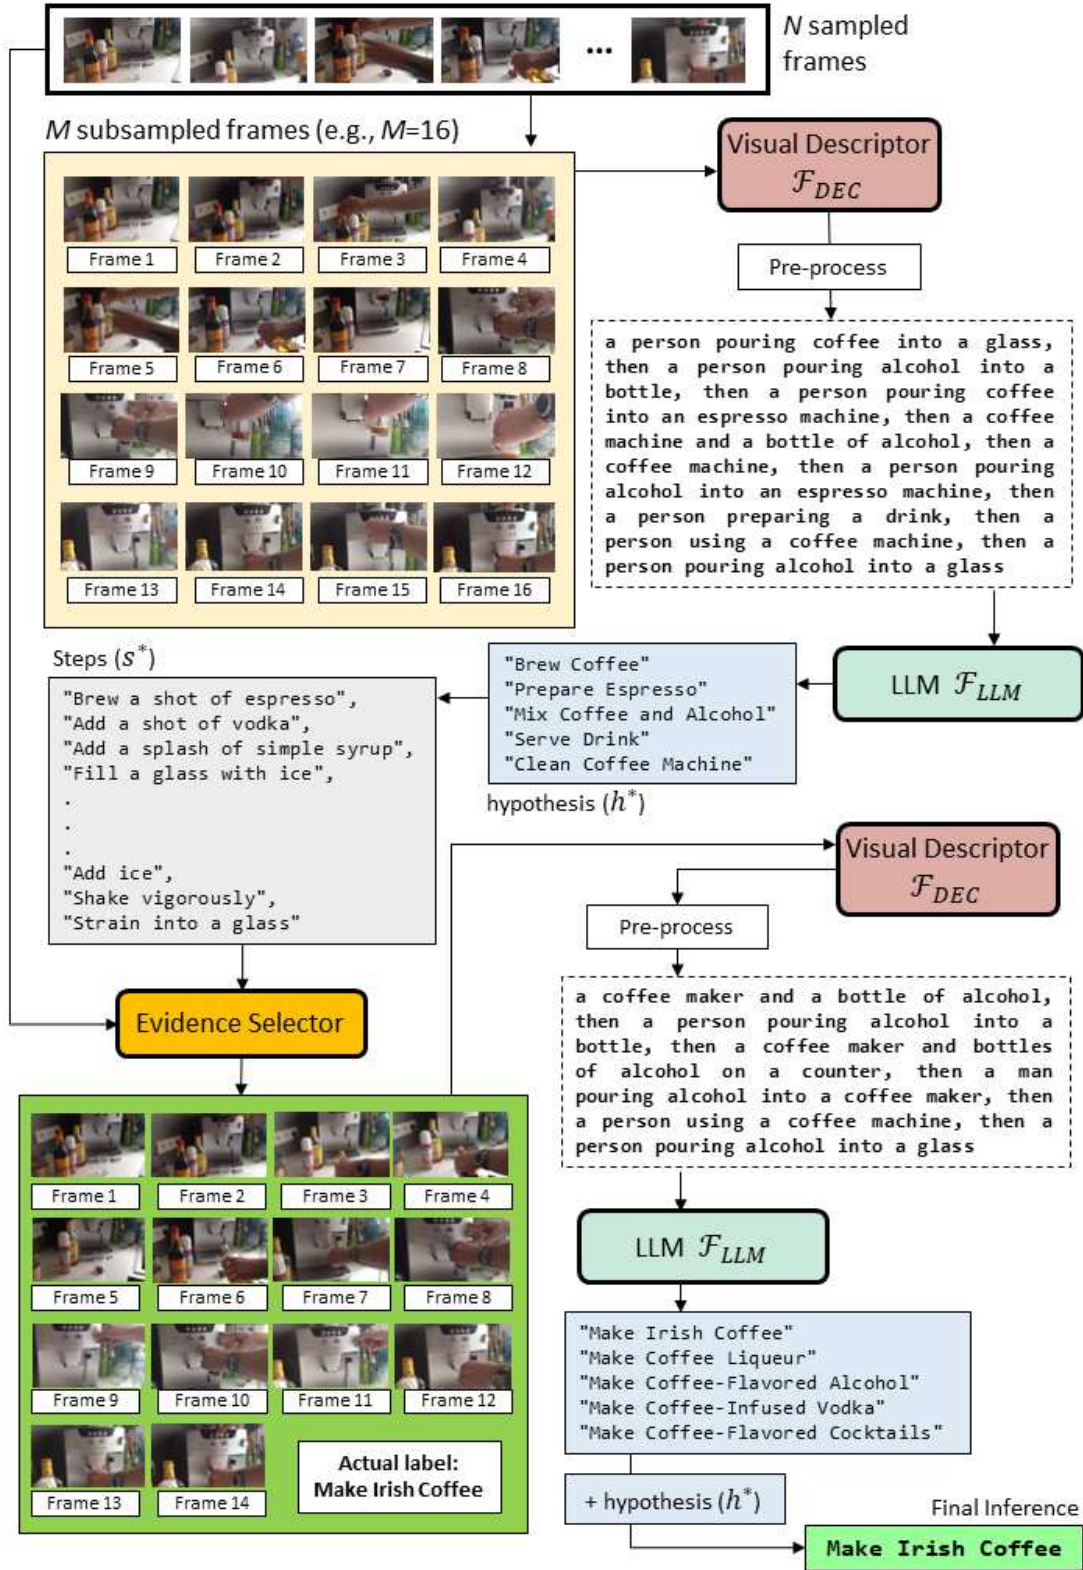 N sampled
frames
...
M subsampled frames (e.g., M=16)
Visual Descriptor
ℱ_DEC
Frame 1
Frame 2
Frame 3
Frame 4
Pre-process
Frame 5
Frame 6
Frame 7
Frame 8
a person pouring coffee into a glass,
then a person pouring alcohol into a
bottle, then a person pouring coffee
into an espresso machine, then a coffee
machine and a bottle of alcohol, then a
coffee machine, then a person pouring
alcohol into an espresso machine, then
a person preparing a drink, then a
person using a coffee machine, then a
person pouring alcohol into a glass
Frame 9
Frame 10
Frame 11
Frame 12
Frame 13
Frame 14
Frame 15
Frame 16
LLM ℱ_LLM
"Brew Coffee"
"Prepare Espresso"
"Mix Coffee and Alcohol"
"Serve Drink"
"Clean Coffee Machine"
hypothesis (h*)
Steps (s*)
"Brew a shot of espresso",
"Add a shot of vodka",
"Add a splash of simple syrup",
"Fill a glass with ice",
.
.
.
"Add ice",
"Shake vigorously",
"Strain into a glass"
Evidence Selector
Frame 1
Frame 2
Frame 3
Frame 4
Frame 5
Frame 6
Frame 7
Frame 8
Frame 9
Frame 10
Frame 11
Frame 12
Frame 13
Frame 14
Actual label:
Make Irish Coffee
Visual Descriptor
ℱ_DEC
Pre-process
a coffee maker and a bottle of alcohol,
then a person pouring alcohol into a
bottle, then a coffee maker and bottles
of alcohol on a counter, then a man
pouring alcohol into a coffee maker, then
a person using a coffee machine, then a
person pouring alcohol into a glass
LLM ℱ_LLM
"Make Irish Coffee"
"Make Coffee Liqueur"
"Make Coffee-Flavored Alcohol"
"Make Coffee-Infused Vodka"
"Make Coffee-Flavored Cocktails"
+ hypothesis (h*)
Final Inference
Make Irish Coffee